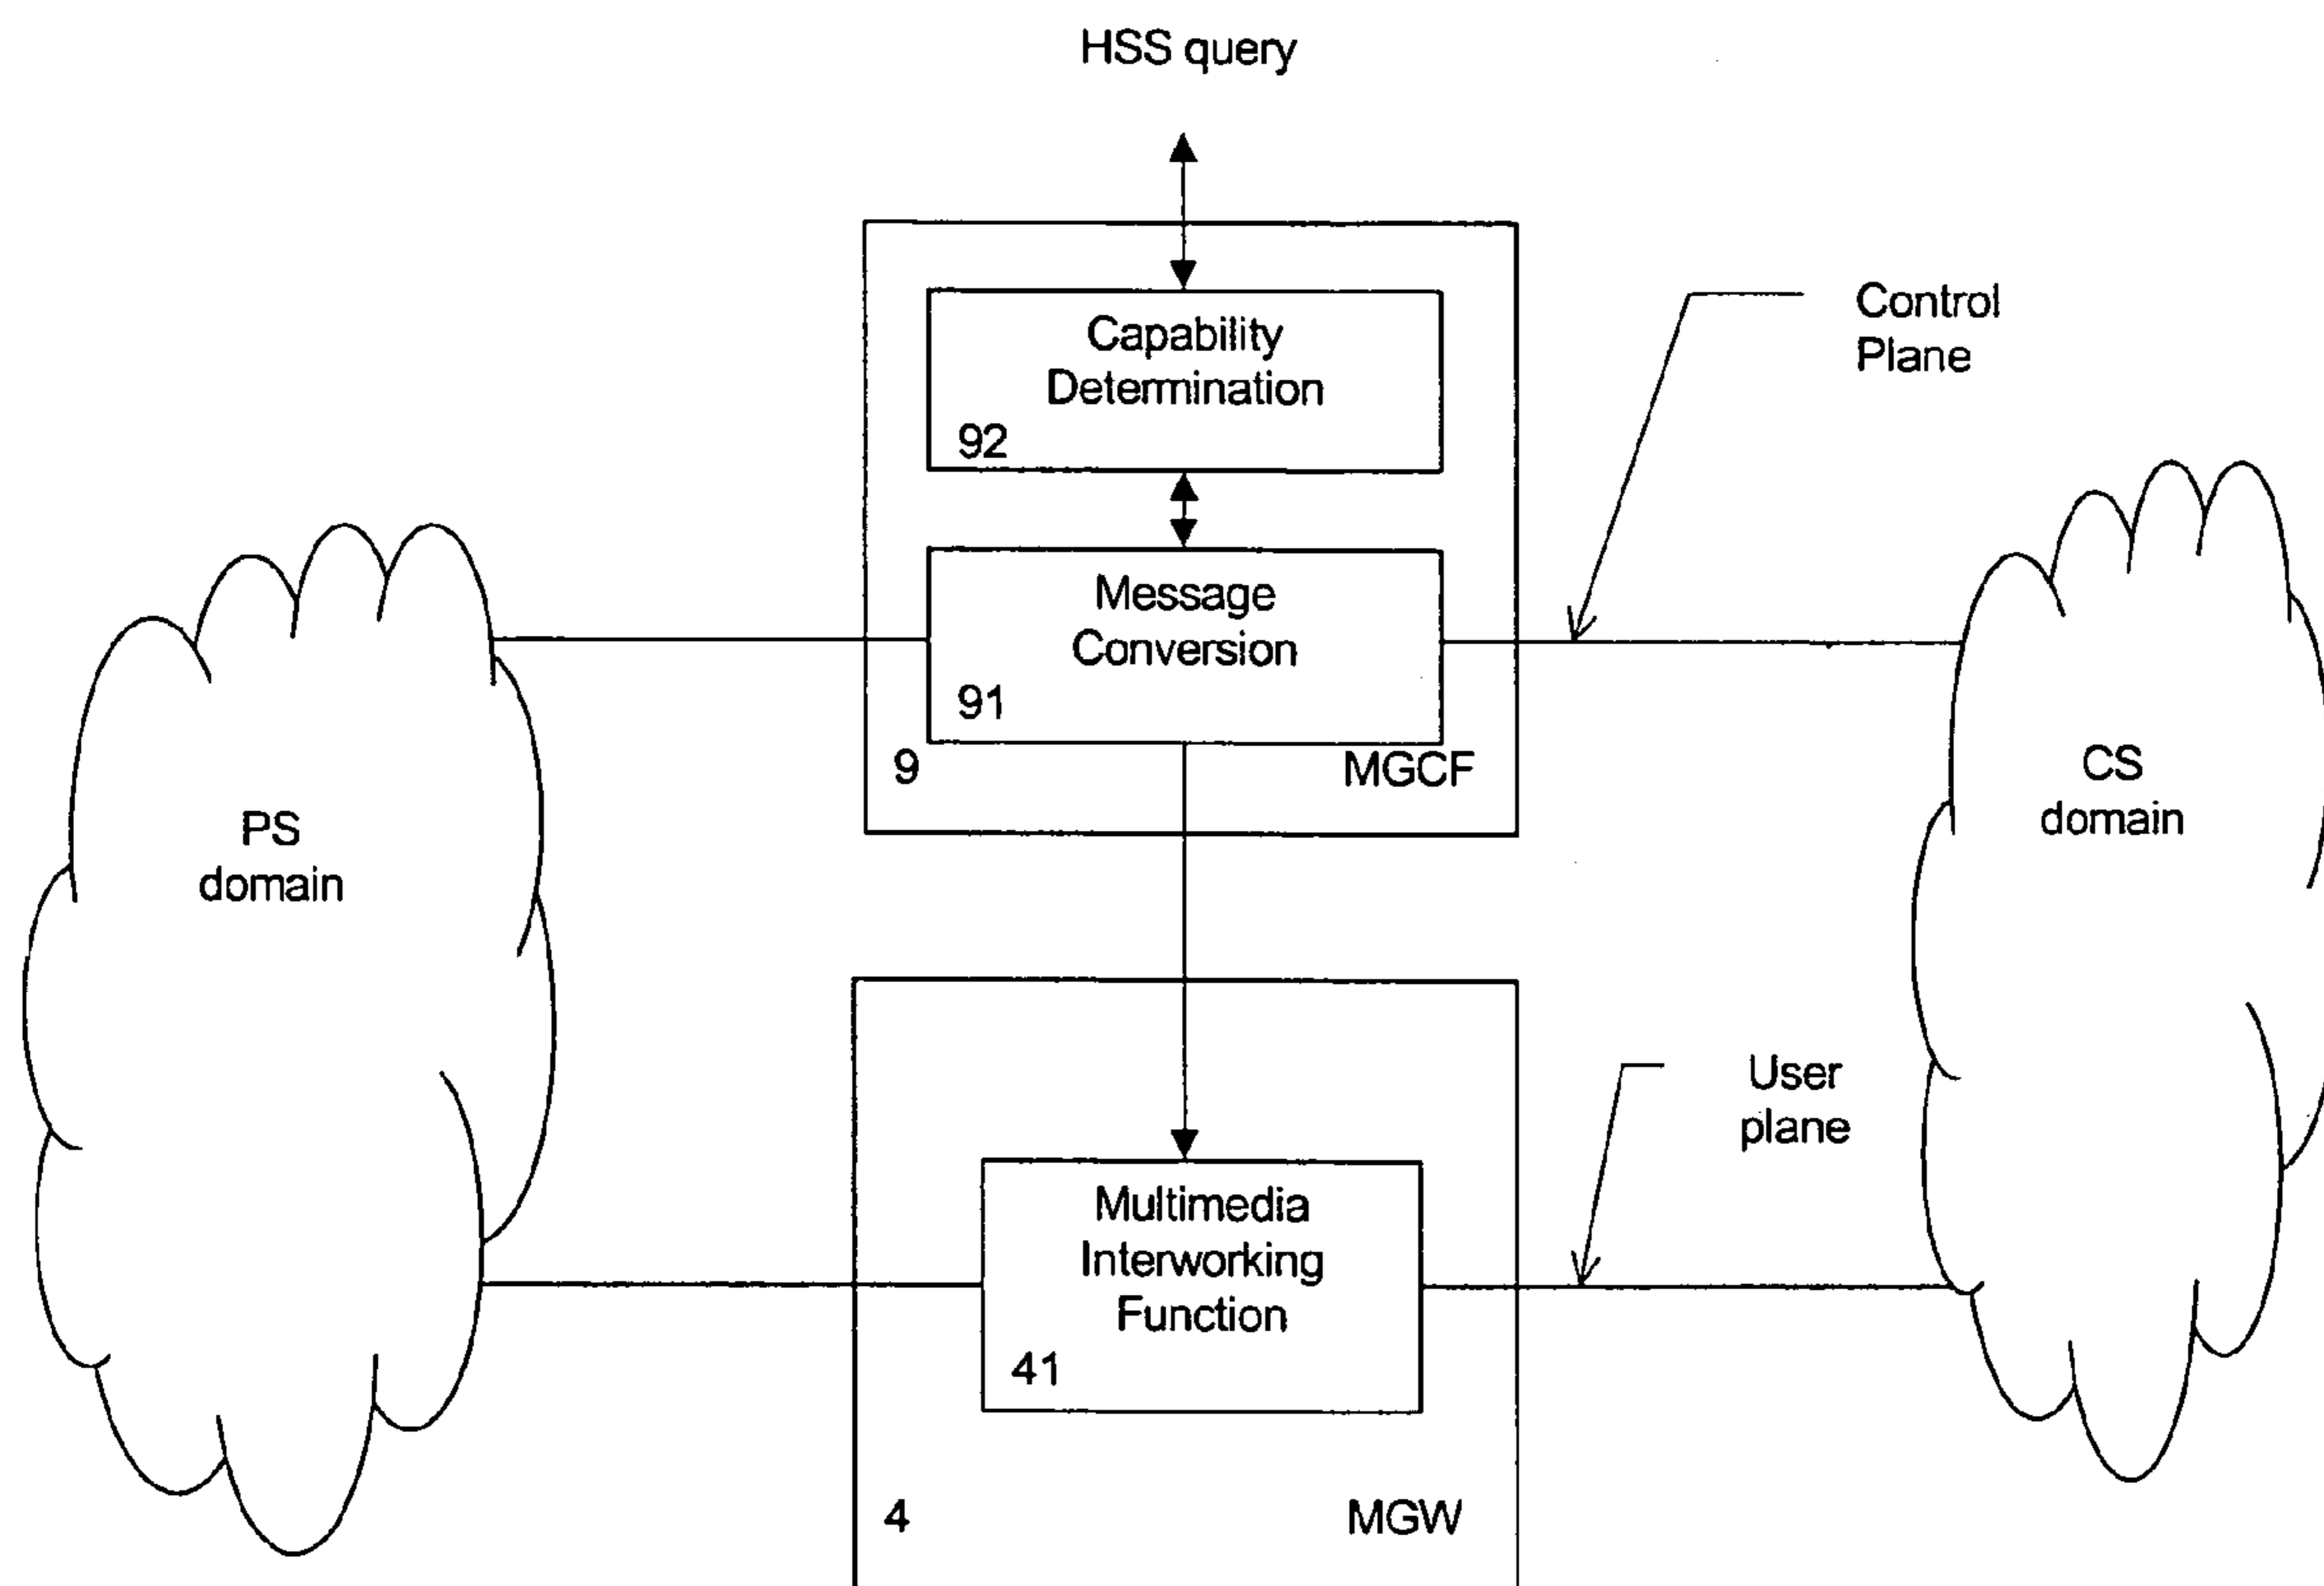 HSS query
Capability
Determination
92
Control
Plane
Message
Conversion
91
9
MGCF
PS
domain
CS
domain
User
plane
Multimedia
Interworking
Function
41
4
MGW